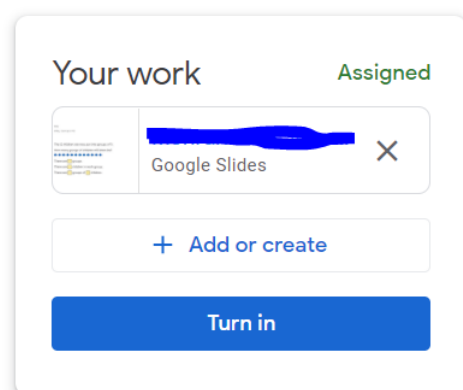 Your work
Assigned
Google Slides
+ Add or create
Turn in